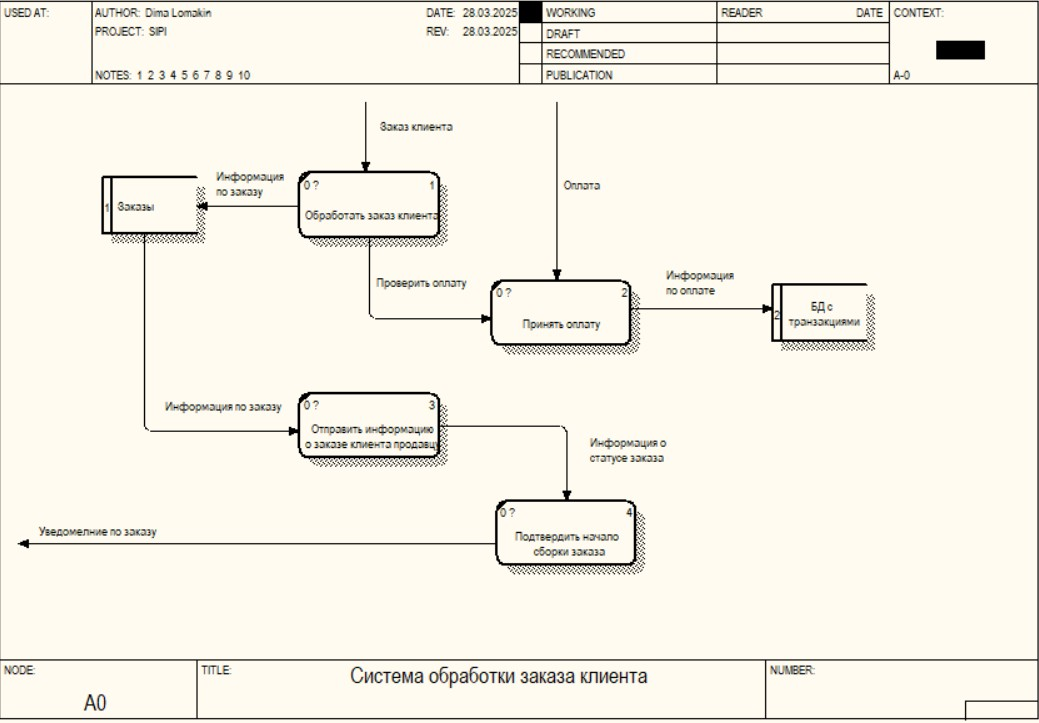 USED AT:
AUTHOR: Dima Lomakin
DATE: 28.03.2025
WORKING
READER
DATE
CONTEXT:
PROJECT: SIPI
REV: 28.03.2025
DRAFT
RECOMMENDED
NOTES: 1 2 3 4 5 6 7 8 9 10
PUBLICATION
A-0
Заказ клиента
Информация
по заказу
0 ?
1
Оплата
1
Заказы
Обработать заказ клиента
Проверить оплату
Информация
по оплате
0 ?
2
Принять оплату
2
БД с
транзакциями
Информация по заказу
0 ?
3
Отправить информацию
о заказе клиента продавцу
Информация о
статусе заказа
0 ?
4
Уведомелние по заказу
Подтвердить начало
сборки заказа
NODE:
TITLE:
Система обработки заказа клиента
NUMBER:
A0